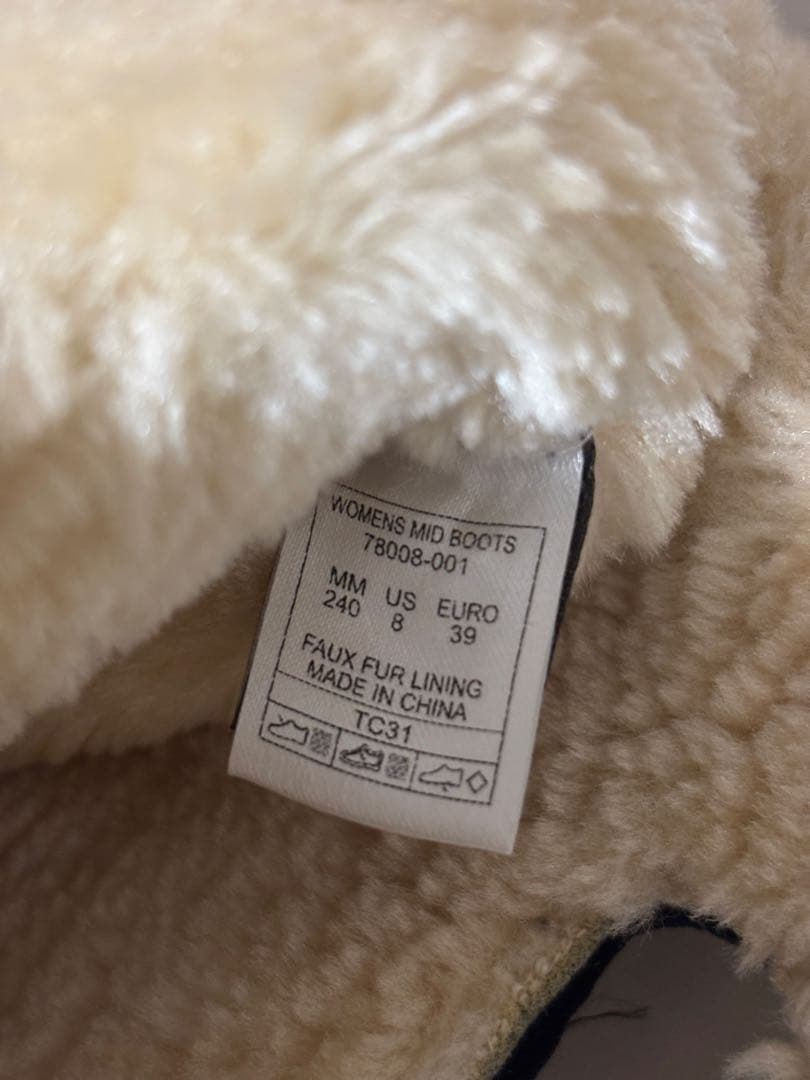 WOMENS MID BOOTS
78008-001
MM US EURO
240 8 39
FAUX FUR LINING
MADE IN CHINA
TC31